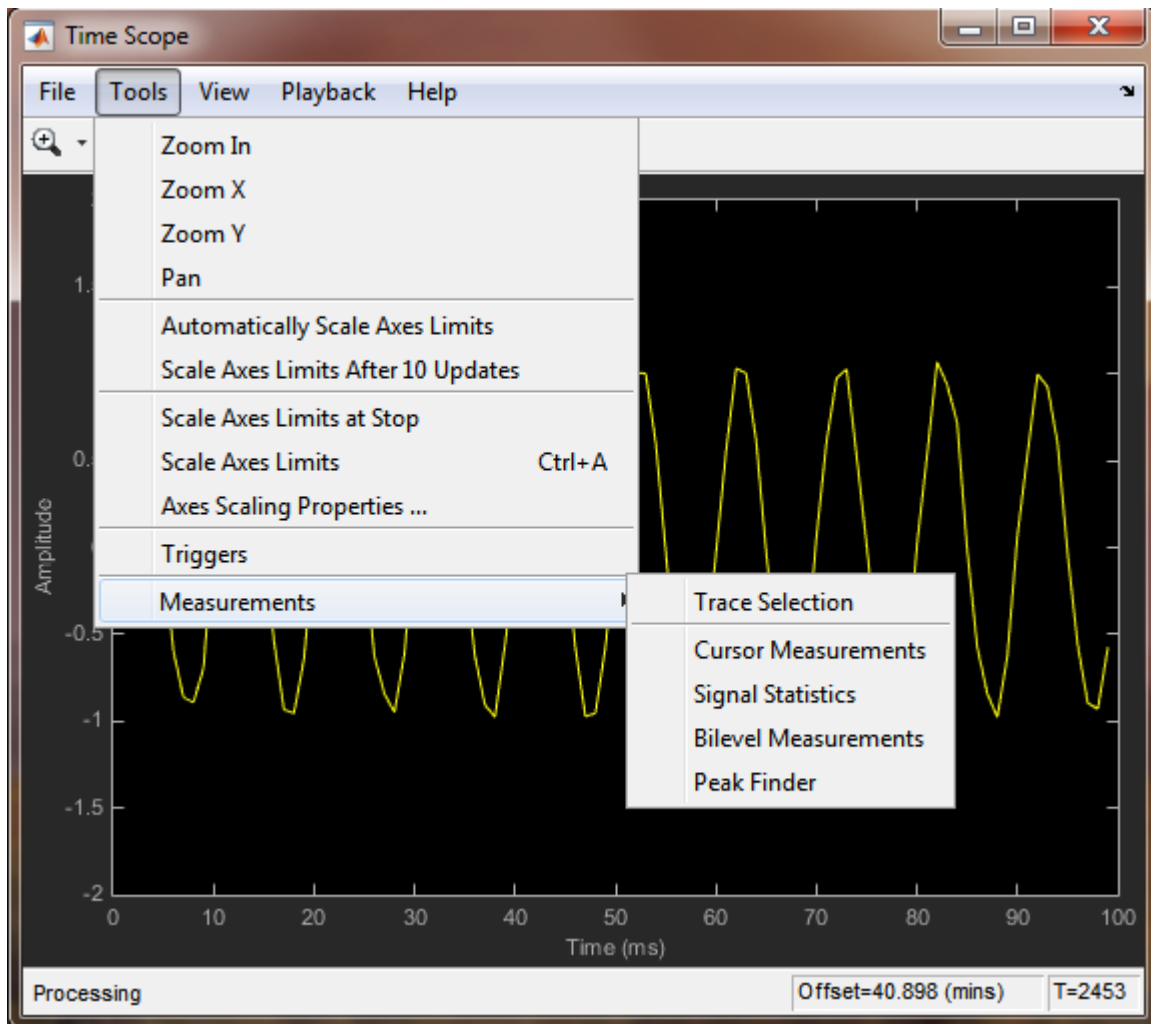 Time Scope
File Tools View Playback Help
Zoom In
Zoom X
Zoom Y
Pan
Automatically Scale Axes Limits
Scale Axes Limits After 10 Updates
Scale Axes Limits at Stop
Scale Axes Limits Ctrl+A
Axes Scaling Properties ...
Triggers
Measurements
Trace Selection
Cursor Measurements
Signal Statistics
Bilevel Measurements
Peak Finder
Amplitude
-0.5
-1
-1.5
-2
0 10 20 30 40 50 60 70 80 90 100
Time (ms)
Processing Offset=40.898 (mins) T=2453